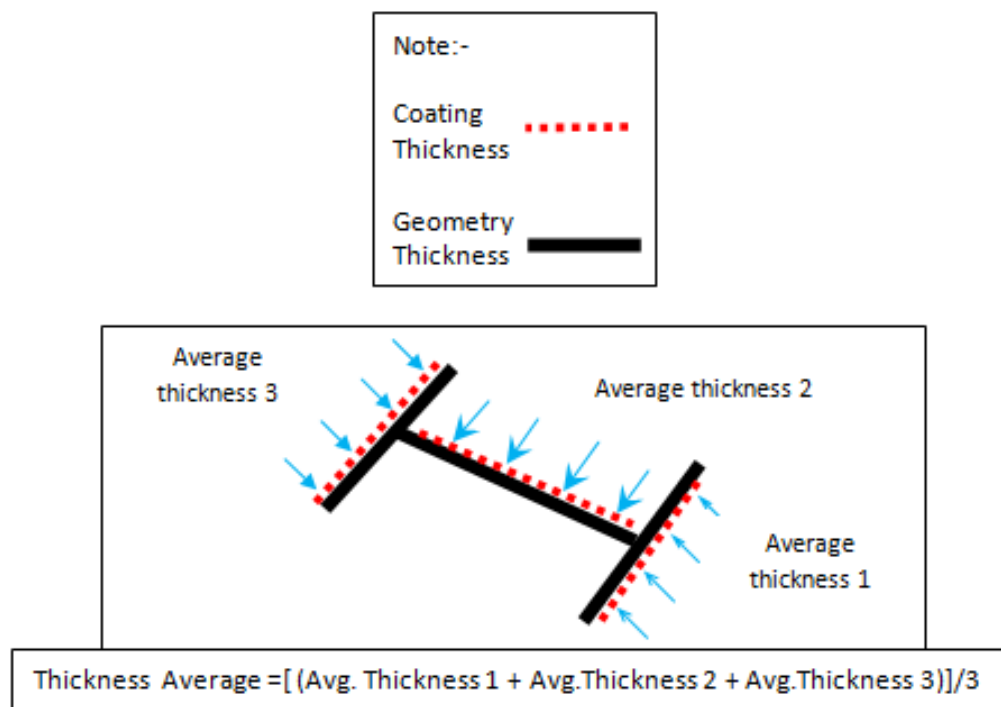 Note:-
Coating
Thickness
Geometry
Thickness
Average
thickness 3
Average thickness 2
Average
thickness 1
Thickness Average =[ (Avg. Thickness 1 + Avg.Thickness 2 + Avg.Thickness 3)]/3